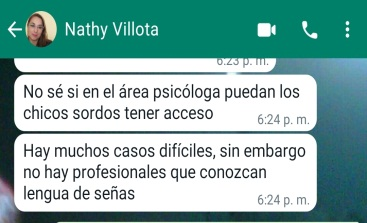 Nathy Villota
6:23 p. m.
No sé si en el área psicóloga puedan los
chicos sordos tener acceso
6:24 p. m.
Hay muchos casos difíciles, sin embargo
no hay profesionales que conozcan
lengua de señas
6:24 p. m.